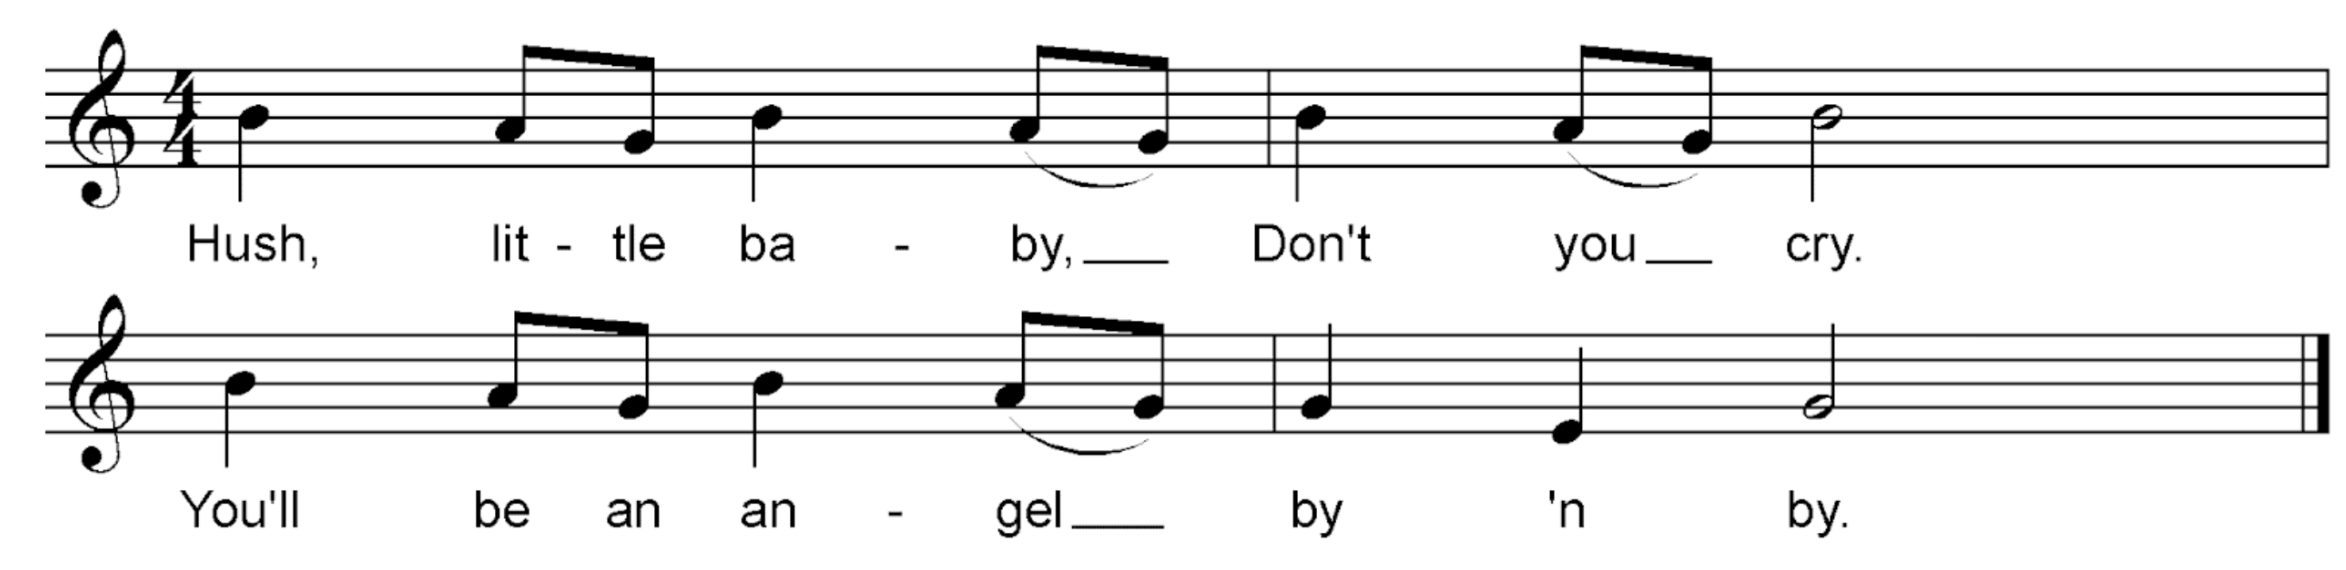 4
4
Hush, lit - tle ba - by, ___ Don't you ___ cry.
You'll be an an - gel ___ by 'n by.